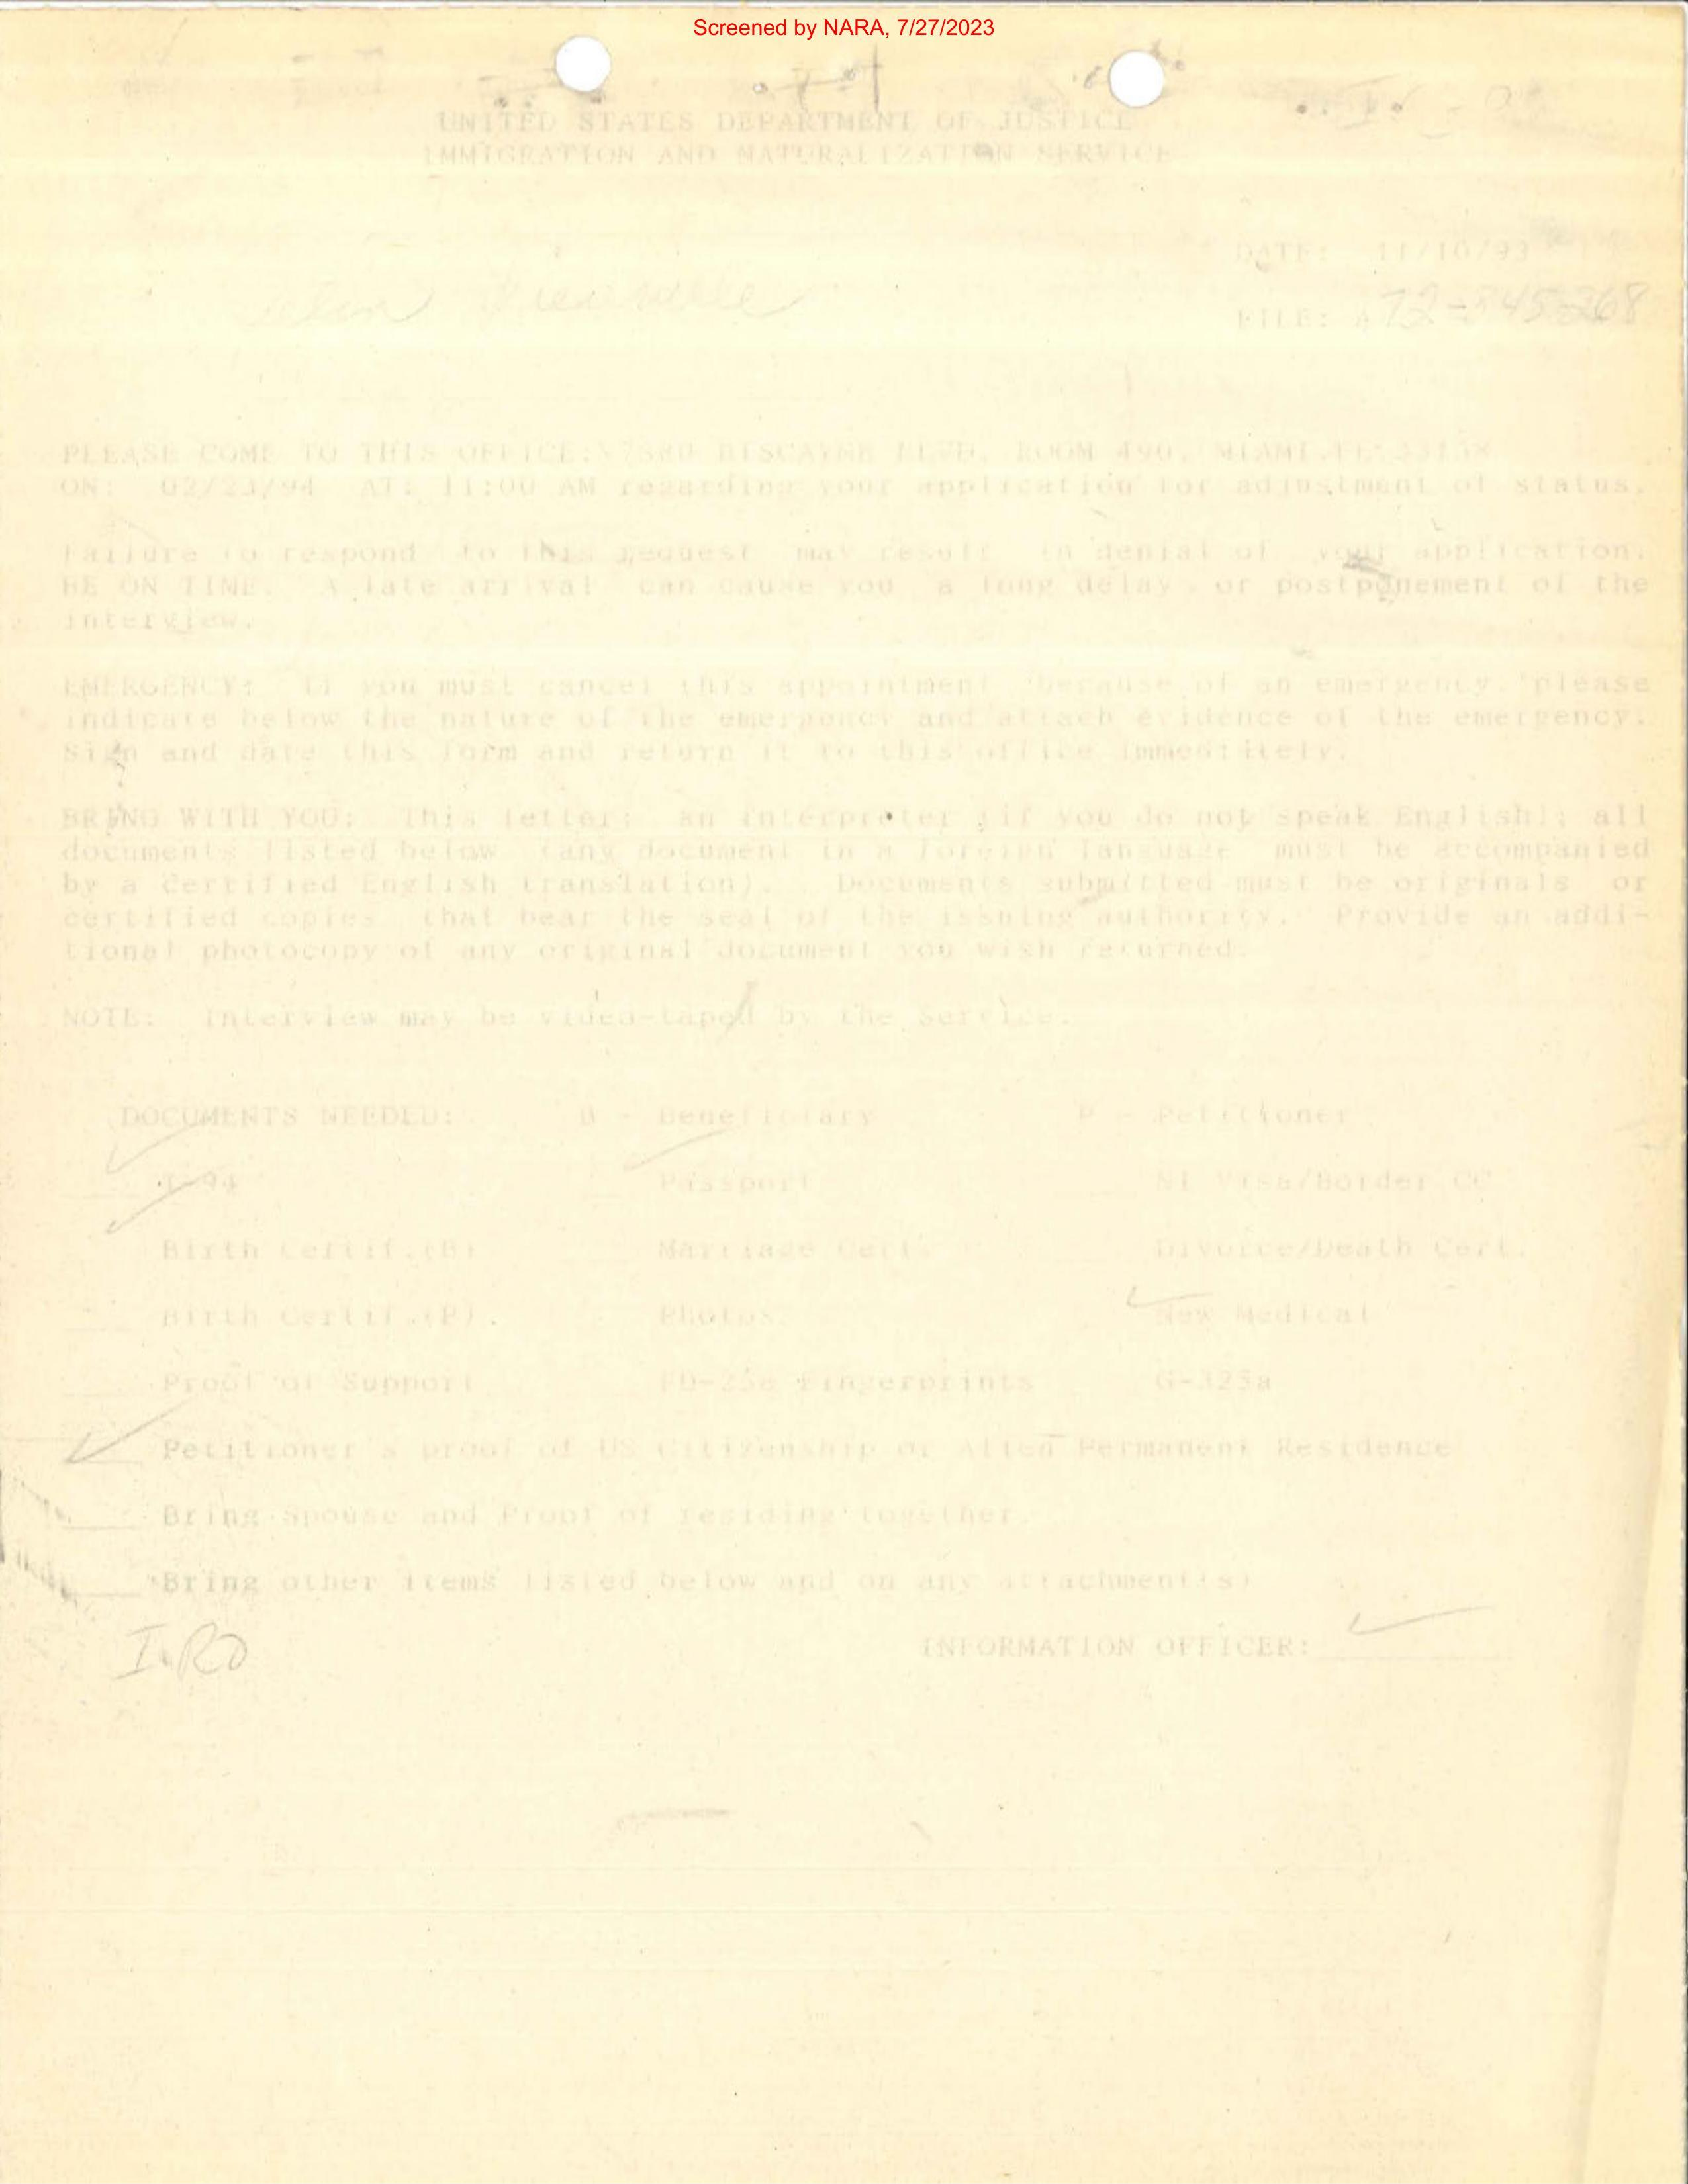 Screened by NARA, 7/27/2023
UNITED STATES DEPARTMENT OF JUSTICE
IMMIGRATION AND NATURALIZATION SERVICE
DATE: 11/10/93
FILE: A 72-845-268
PLEASE COME TO THIS OFFICE: BISCAYNE BLVD. ROOM 490, MIAMI, FL
ON: 02/23/94 AT: 11:00 AM regarding your application for adjustment of status.
Failure to respond to this request may result in denial of your application.
BE ON TIME. A late arrival can cause you a long delay, or postponement of the
interview.
EMERGENCY: If you must cancel this appointment because of an emergency, please
indicate below the nature of the emergency and attach evidence of the emergency.
Sign and date this form and return it to this office
BRING WITH YOU: This letter; an interpreter (if you do not speak English); all
documents listed below (any document in a foreign language must be accompanied
by a certified English translation). Documents submitted must be originals or
certified copies that bear the seal of the issuing authority. Provide an addi-
tional photocopy of any original document you wish returned.
NOTE: Interview may be video-taped by the Service.
DOCUMENTS NEEDED: B - Beneficiary P - Petitioner
I-94 Passport NI Visa/Border CC
Birth Certif.(B) Marriage Cert. Divorce/Death Cert.
Birth Certif.(P) Photos New Medical
Proof of Support FD-258 Fingerprints G-325a
Petitioner's proof of US Citizenship or Alien Permanent Residence
Bring Spouse and Proof of residing together.
Bring other items listed below and on any attachment(s)
INFORMATION OFFICER: